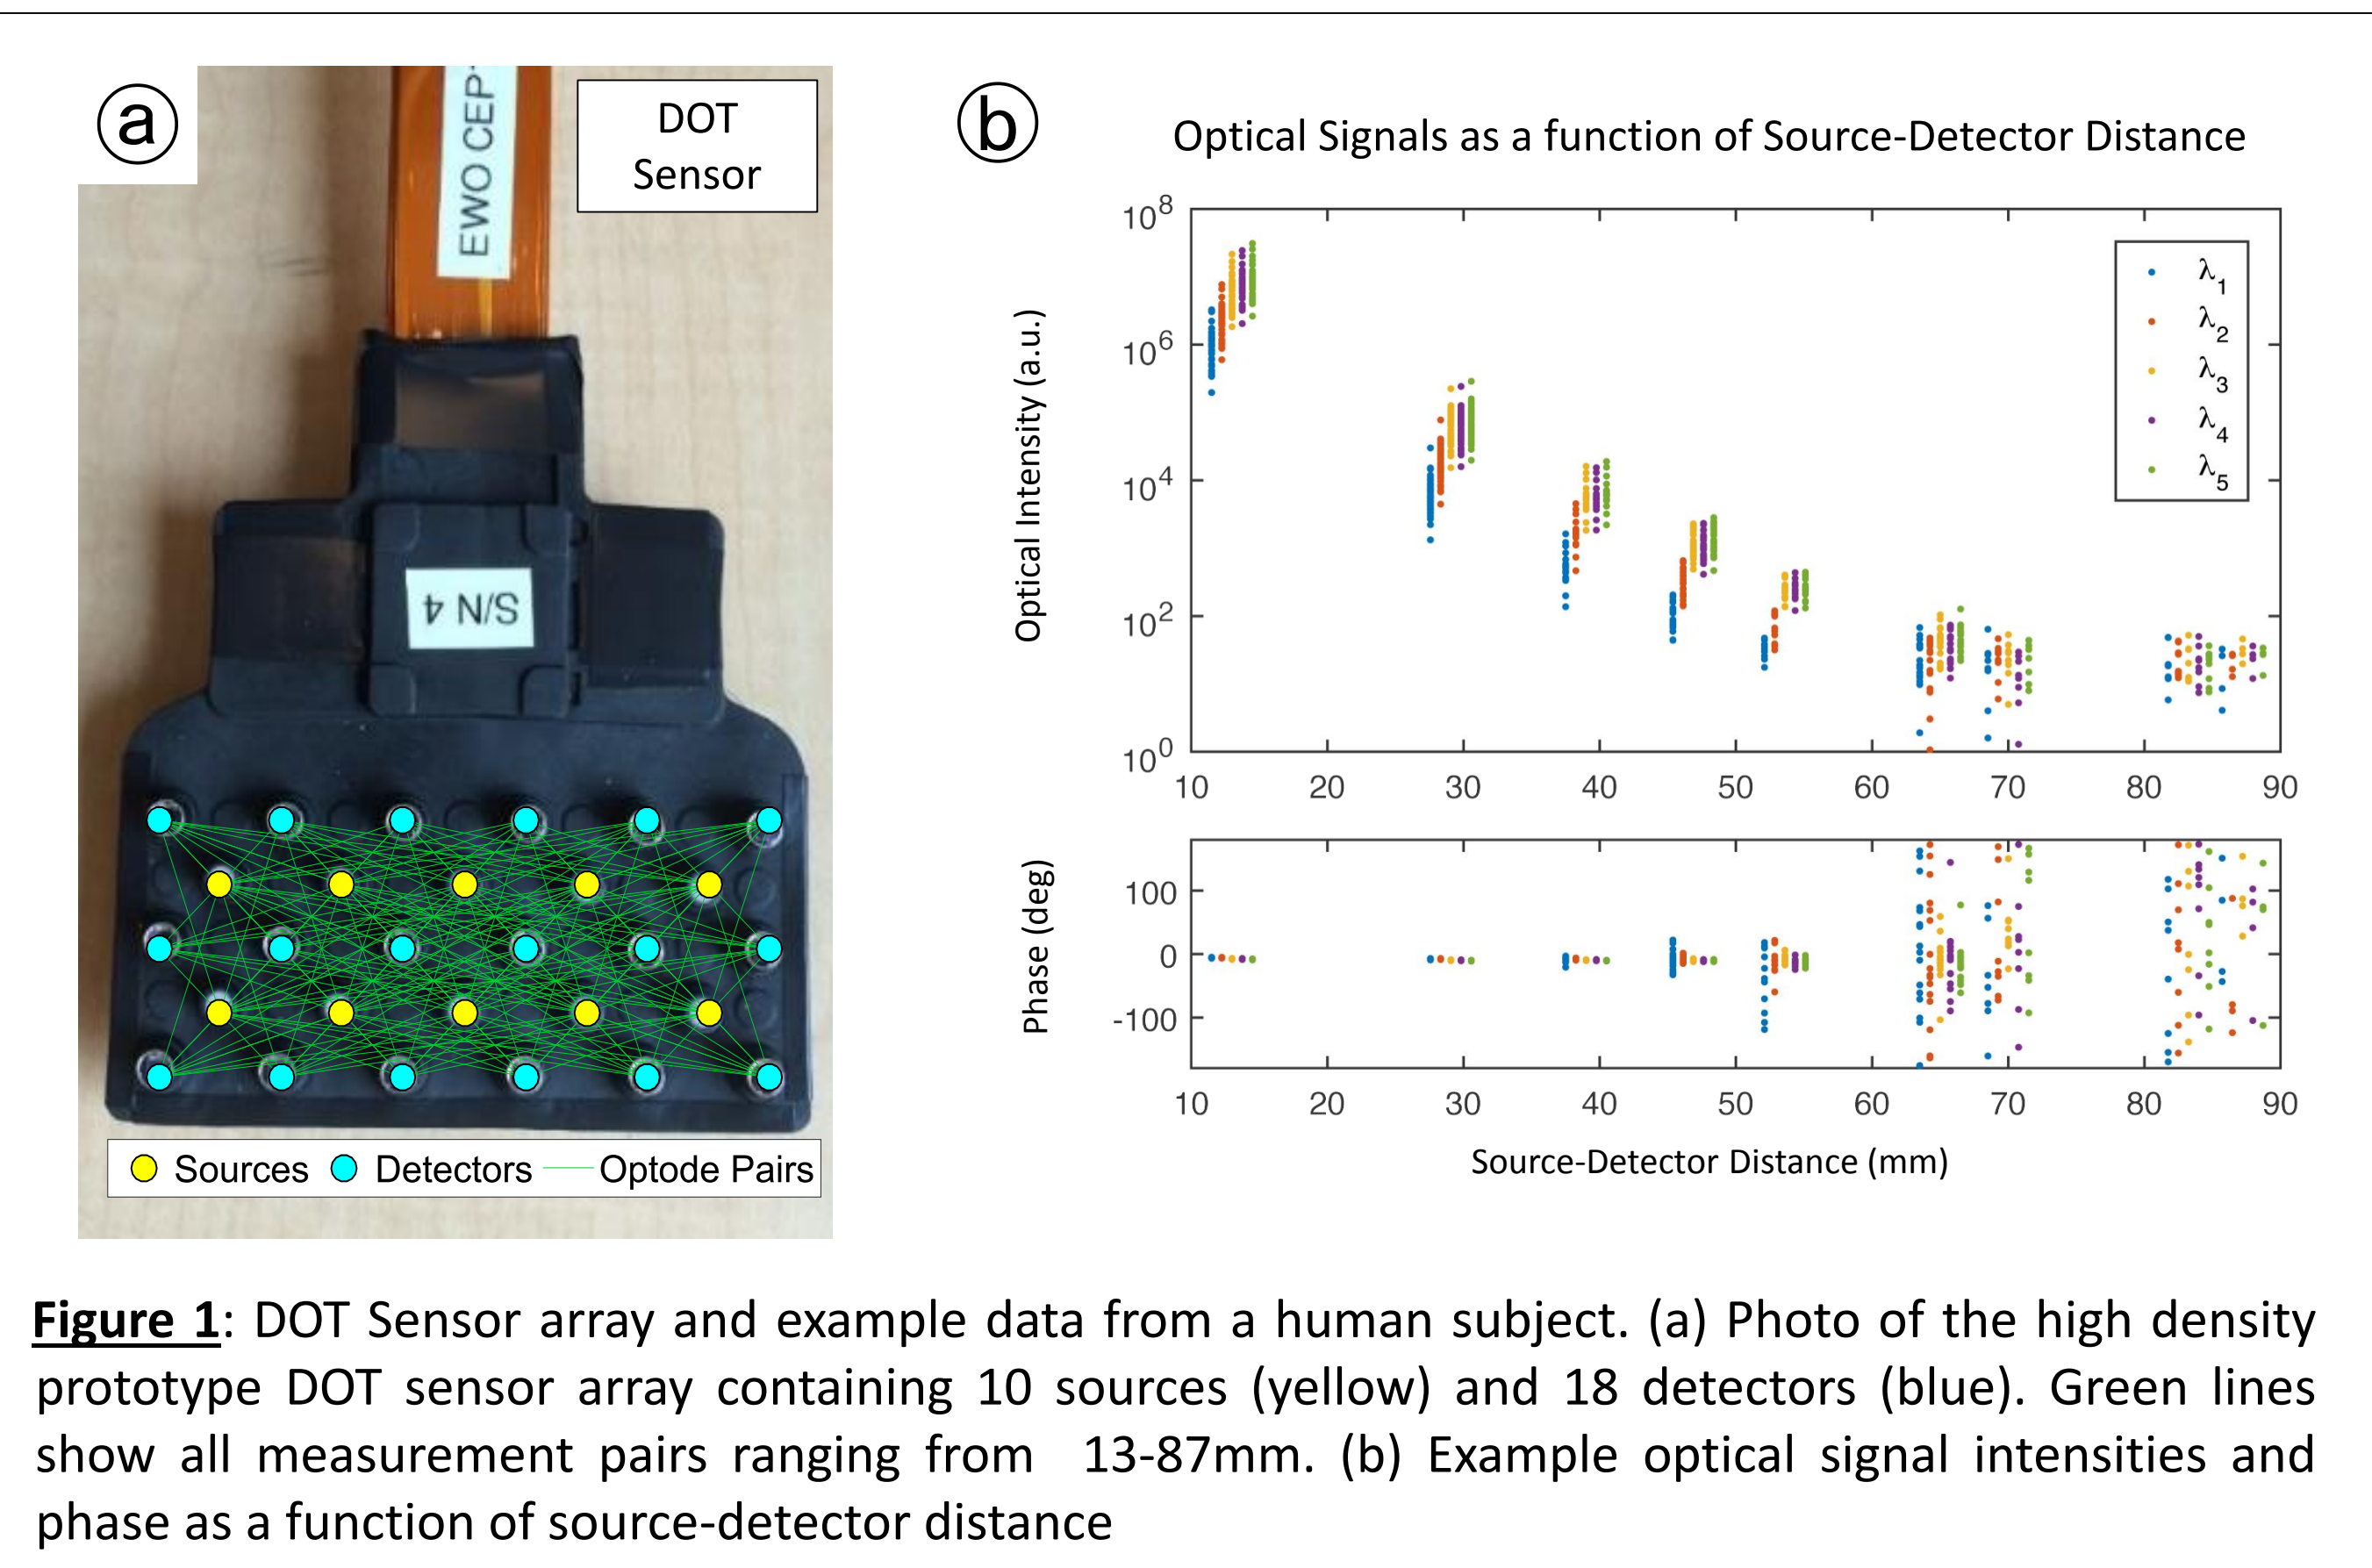 a
EWO CEP
DOT
Sensor
S/N 4
Sources Detectors Optode Pairs
b
Optical Signals as a function of Source-Detector Distance
Optical Intensity (a.u.)
10^8
10^6
10^4
10^2
10^0
λ1
λ2
λ3
λ4
λ5
10 20 30 40 50 60 70 80 90
Phase (deg)
100
0
-100
10 20 30 40 50 60 70 80 90
Source-Detector Distance (mm)
Figure 1: DOT Sensor array and example data from a human subject. (a) Photo of the high density
prototype DOT sensor array containing 10 sources (yellow) and 18 detectors (blue). Green lines
show all measurement pairs ranging from 13-87mm. (b) Example optical signal intensities and
phase as a function of source-detector distance